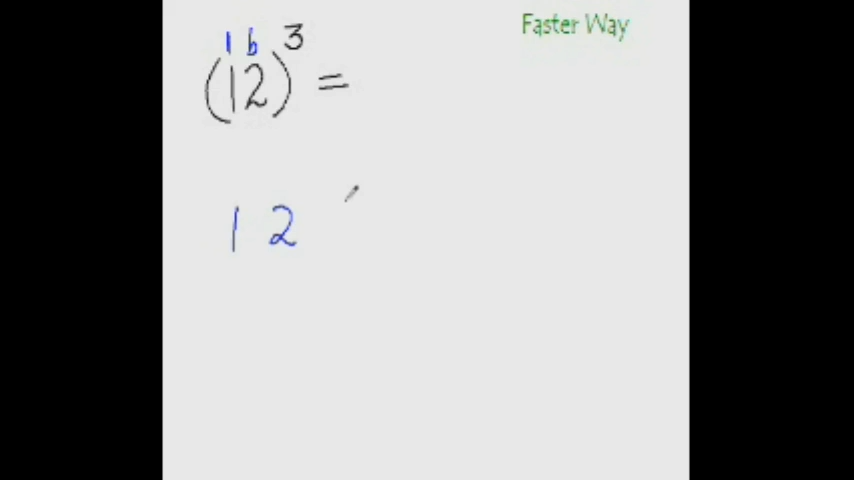 Faster Way
1 b
(12)³ =
1 2